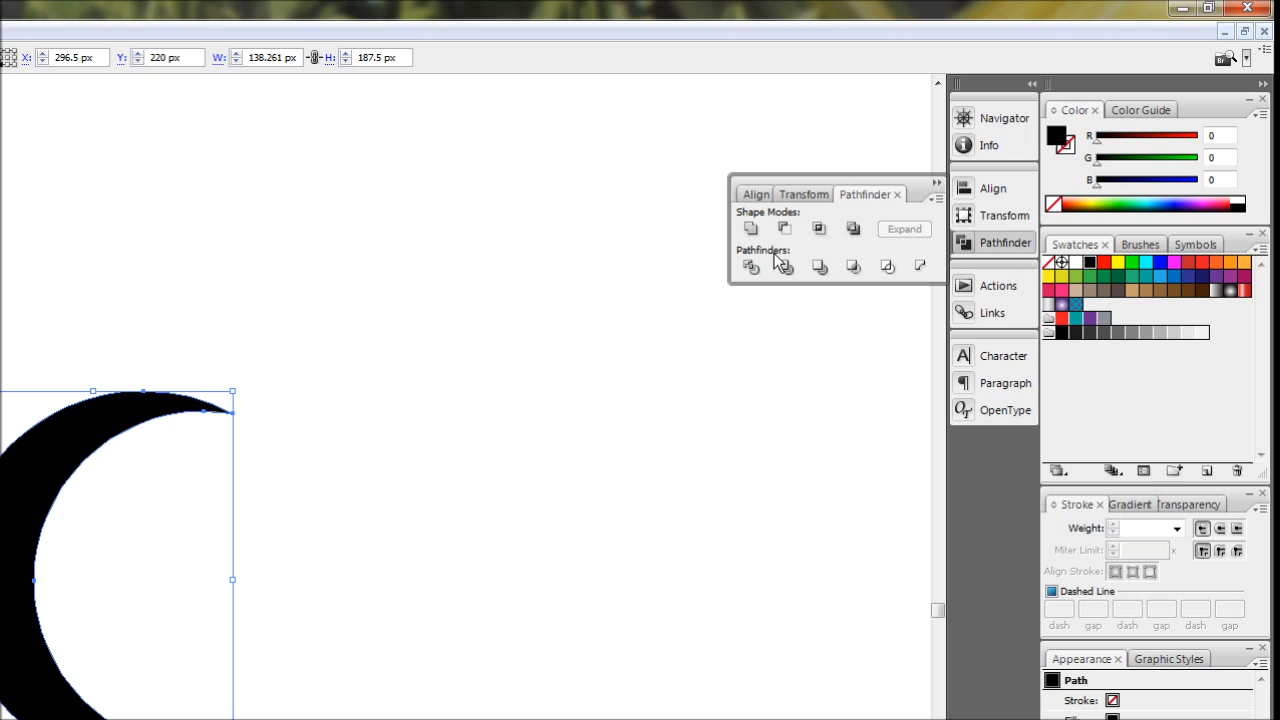 X: 296.5 px Y: 220 px W: 138.261 px H: 187.5 px
Br
Navigator
Info
Align
Transform
Pathfinder
Actions
Links
Character
Paragraph
OpenType
Align Transform Pathfinder
Shape Modes:
Expand
Pathfinders:
Color Color Guide
R 0
G 0
B 0
Swatches Brushes Symbols
Stroke Gradient Transparency
Weight:
Miter Limit: x
Align Stroke:
Dashed Line
dash gap dash gap dash gap
Appearance Graphic Styles
Path
Stroke: